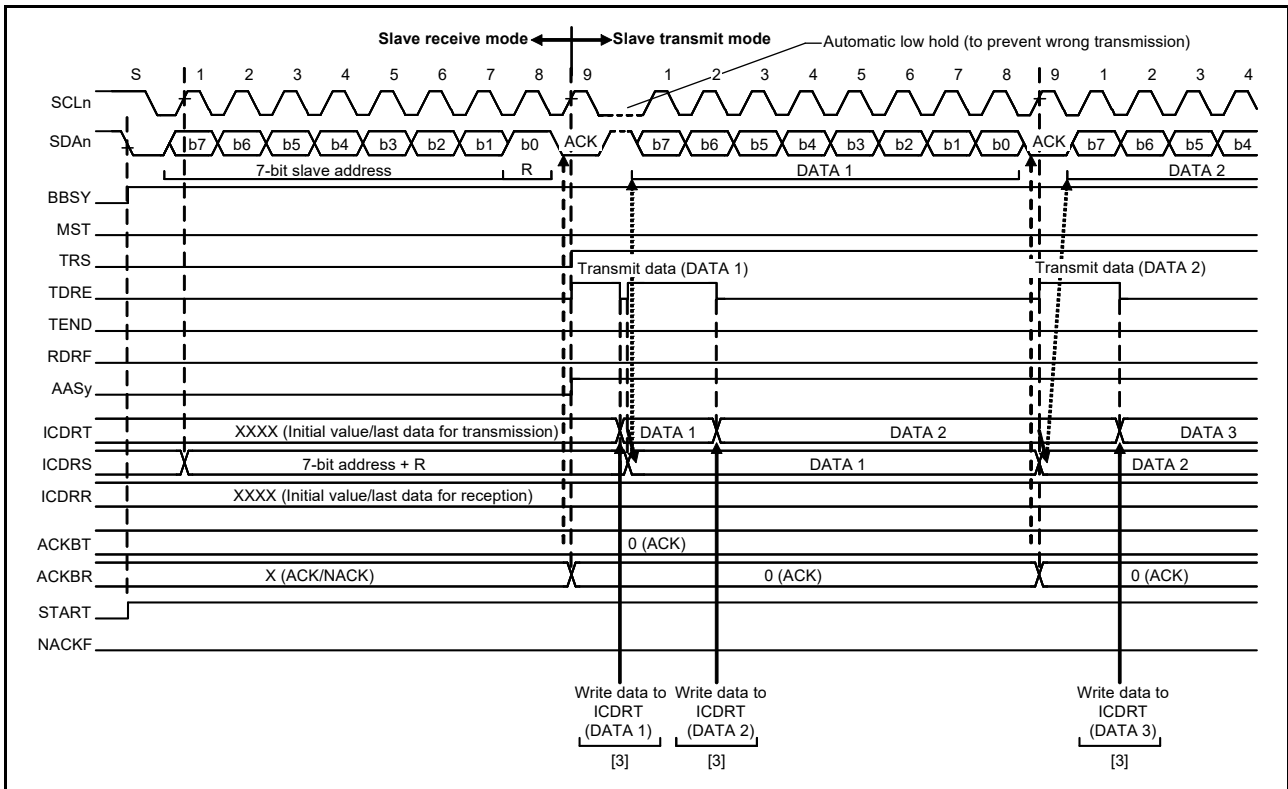 Slave receive mode Slave transmit mode
Automatic low hold (to prevent wrong transmission)
S 1 2 3 4 5 6 7 8 9 1 2 3 4 5 6 7 8 9 1 2 3 4
SCLn
SDAn b7 b6 b5 b4 b3 b2 b1 b0 ACK b7 b6 b5 b4 b3 b2 b1 b0 ACK b7 b6 b5 b4
7-bit slave address R DATA 1 DATA 2
BBSY
MST
TRS
Transmit data (DATA 1) Transmit data (DATA 2)
TDRE
TEND
RDRF
AASy
ICDRT XXXX (Initial value/last data for transmission) DATA 1 DATA 2 DATA 3
ICDRS 7-bit address + R DATA 1 DATA 2
ICDRR XXXX (Initial value/last data for reception)
ACKBT 0 (ACK)
ACKBR X (ACK/NACK) 0 (ACK) 0 (ACK)
START
NACKF
Write data to Write data to Write data to
ICDRT ICDRT ICDRT
(DATA 1) (DATA 2) (DATA 3)
[3] [3] [3]